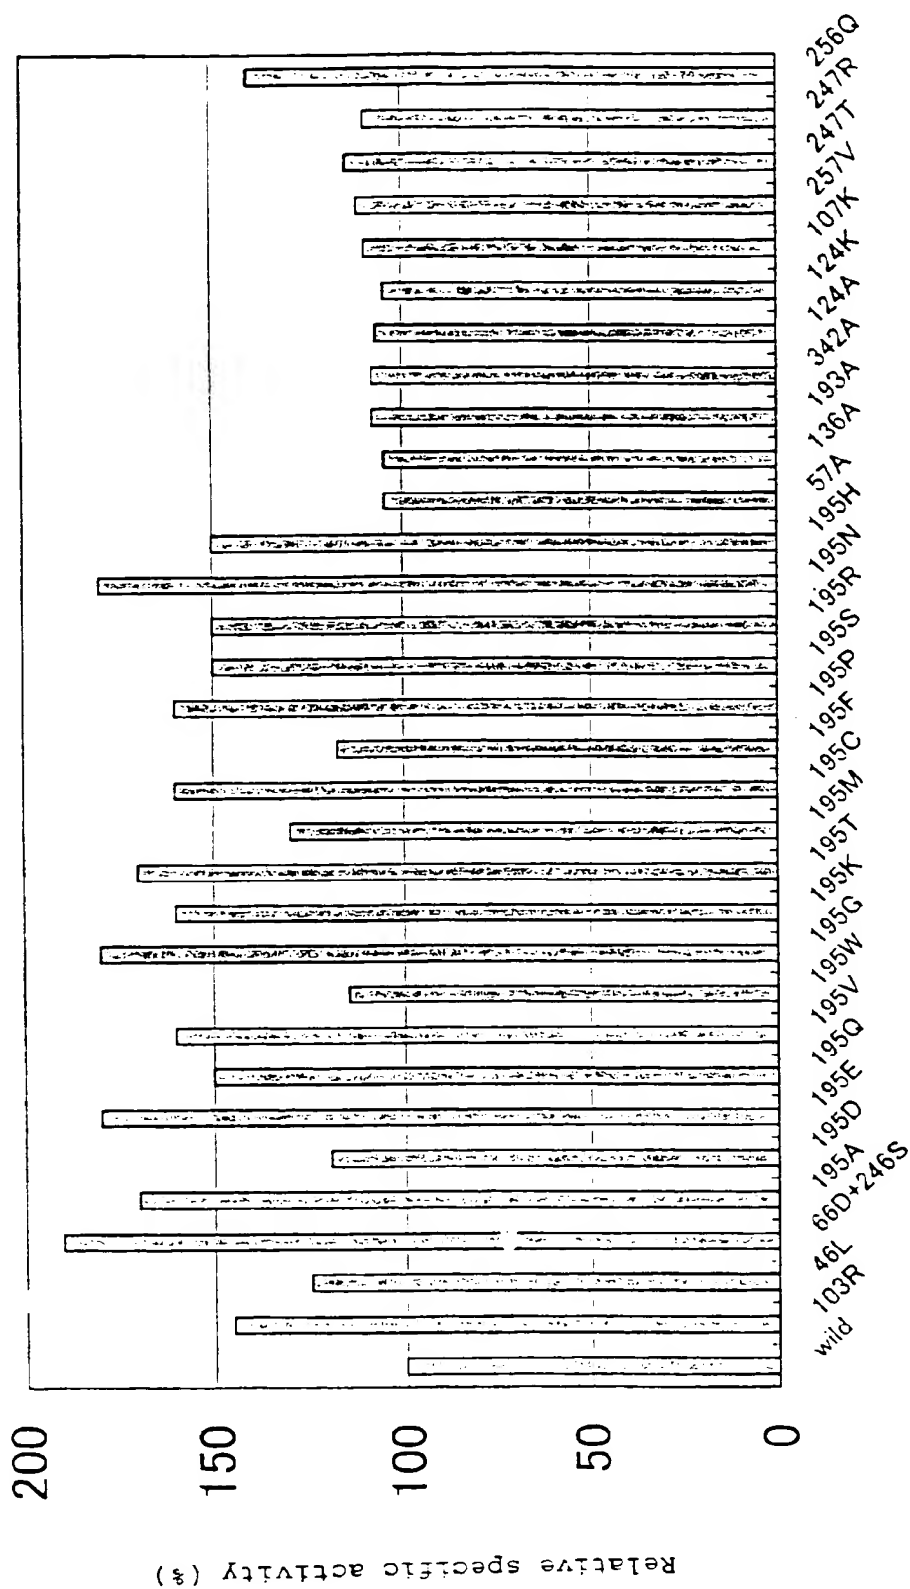 Relative specific activity (%)
200
150
100
50
0
wild
103R
46L
66D+246S
195A
195D
195E
195Q
195V
195W
195G
195K
195T
195M
195C
195F
195P
195S
195R
195N
195H
57A
136A
193A
342A
124A
124K
107K
257V
247T
247R
256Q